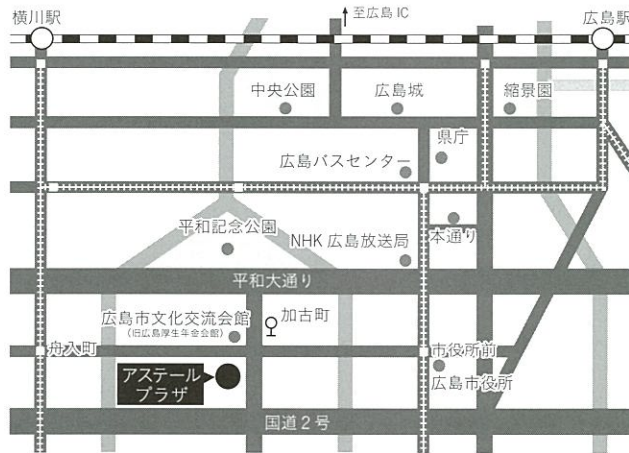 至広島IC
横川駅
広島駅
中央公園
広島城
縮景園
県庁
広島バスセンター
平和記念公園
NHK 広島放送局
本通り
平和大通り
広島市文化交流会館
(旧広島厚生年金会館)
加古町
舟入町
市役所前
アステール
プラザ
広島市役所
国道2号